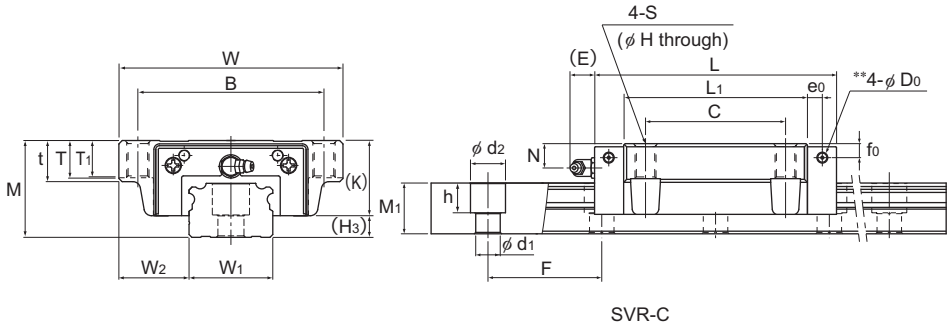 W
B
t
T
T1
M
(K)
(H3)
W2
W1
4-S
(φ H through)
(E)
L
L1
e0
**4-φ D0
C
φ d2
N
f0
M1
h
φ d1
F
SVR-C